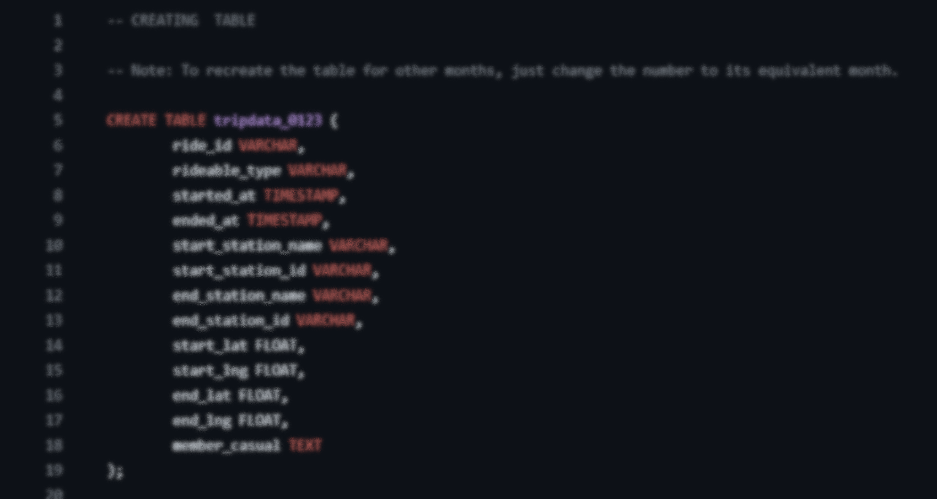 1 -- CREATING  TABLE
2
3 -- Note: To recreate the table for other months, just change the number to its equivalent month.
4
5 CREATE TABLE tripdata_0123 (
6 ride_id VARCHAR,
7 rideable_type VARCHAR,
8 started_at TIMESTAMP,
9 ended_at TIMESTAMP,
10 start_station_name VARCHAR,
11 start_station_id VARCHAR,
12 end_station_name VARCHAR,
13 end_station_id VARCHAR,
14 start_lat FLOAT,
15 start_lng FLOAT,
16 end_lat FLOAT,
17 end_lng FLOAT,
18 member_casual TEXT
19 );
20